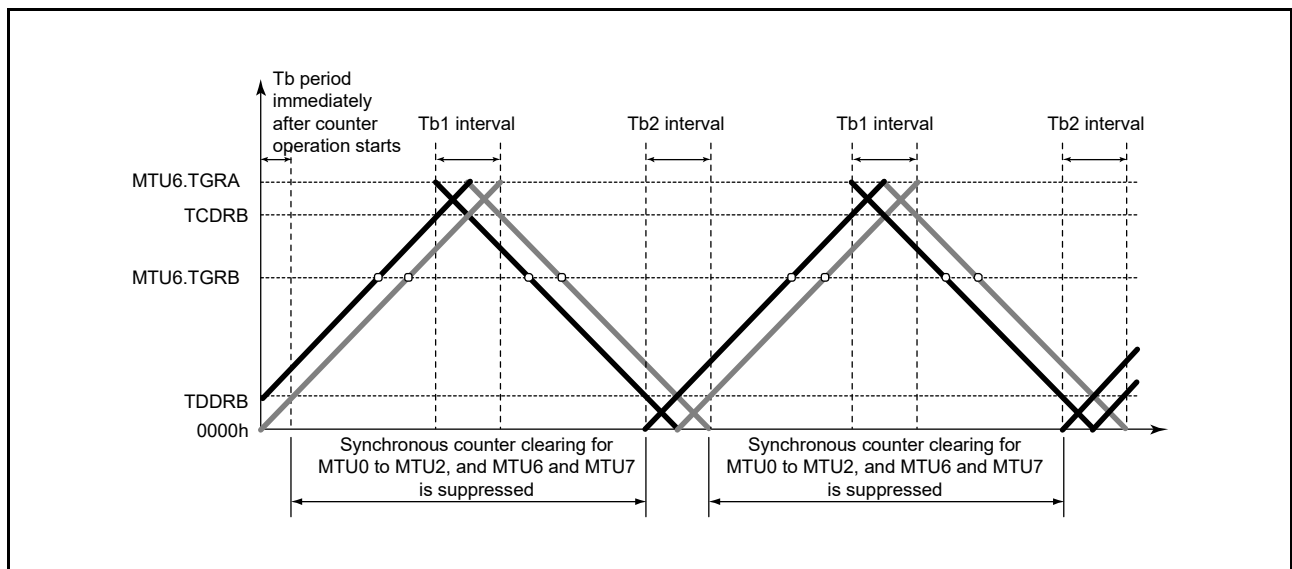 Tb period
immediately
after counter
operation starts
Tb1 interval
Tb2 interval
Tb1 interval
Tb2 interval
MTU6.TGRA
TCDRB
MTU6.TGRB
TDDRB
0000h
Synchronous counter clearing for
MTU0 to MTU2, and MTU6 and MTU7
is suppressed
Synchronous counter clearing for
MTU0 to MTU2, and MTU6 and MTU7
is suppressed